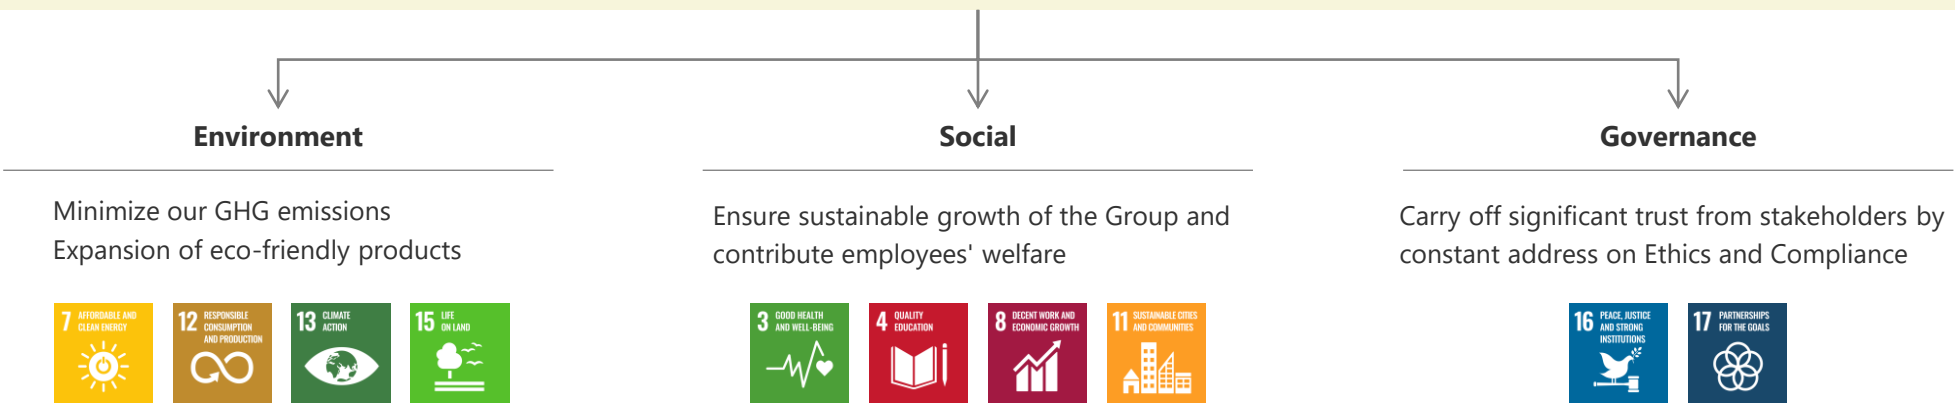 Environment
Minimize our GHG emissions
Expansion of eco-friendly products
7 AFFORDABLE AND
CLEAN ENERGY
12 RESPONSIBLE
CONSUMPTION
AND PRODUCTION
13 CLIMATE
ACTION
15 LIFE
ON LAND
Social
Ensure sustainable growth of the Group and
contribute employees' welfare
3 GOOD HEALTH
AND WELL-BEING
4 QUALITY
EDUCATION
8 DECENT WORK AND
ECONOMIC GROWTH
11 SUSTAINABLE CITIES
AND COMMUNITIES
Governance
Carry off significant trust from stakeholders by
constant address on Ethics and Compliance
16 PEACE, JUSTICE
AND STRONG
INSTITUTIONS
17 PARTNERSHIPS
FOR THE GOALS